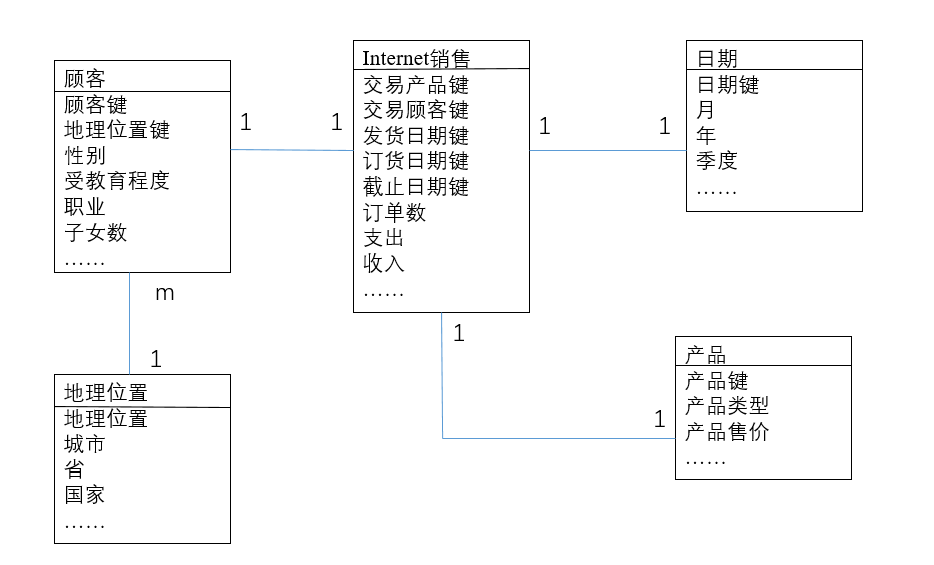 顾客
顾客键
地理位置键
性别
受教育程度
职业
子女数
……
1
1
Internet销售
交易产品键
交易顾客键
发货日期键
订货日期键
截止日期键
订单数
支出
收入
……
1
1
日期
日期键
月
年
季度
……
m
1
地理位置
地理位置
城市
省
国家
……
1
1
产品
产品键
产品类型
产品售价
……